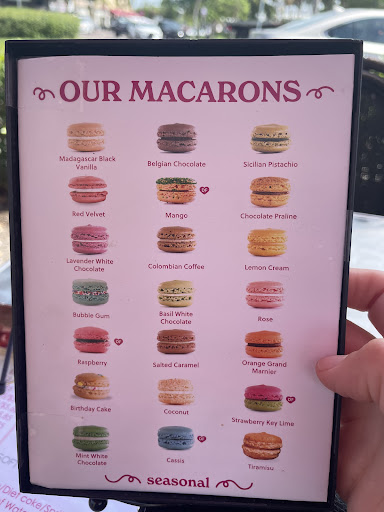 OUR MACARONS
Madagascar Black
Vanilla
Belgian Chocolate
Sicilian Pistachio
Red Velvet
Mango
Chocolate Praline
Lavender White
Chocolate
Colombian Coffee
Lemon Cream
Bubble Gum
Basil White
Chocolate
Rose
Raspberry
Salted Caramel
Orange Grand
Marnier
Birthday Cake
Coconut
Strawberry Key Lime
Mint White
Chocolate
Cassis
Tiramisu
seasonal